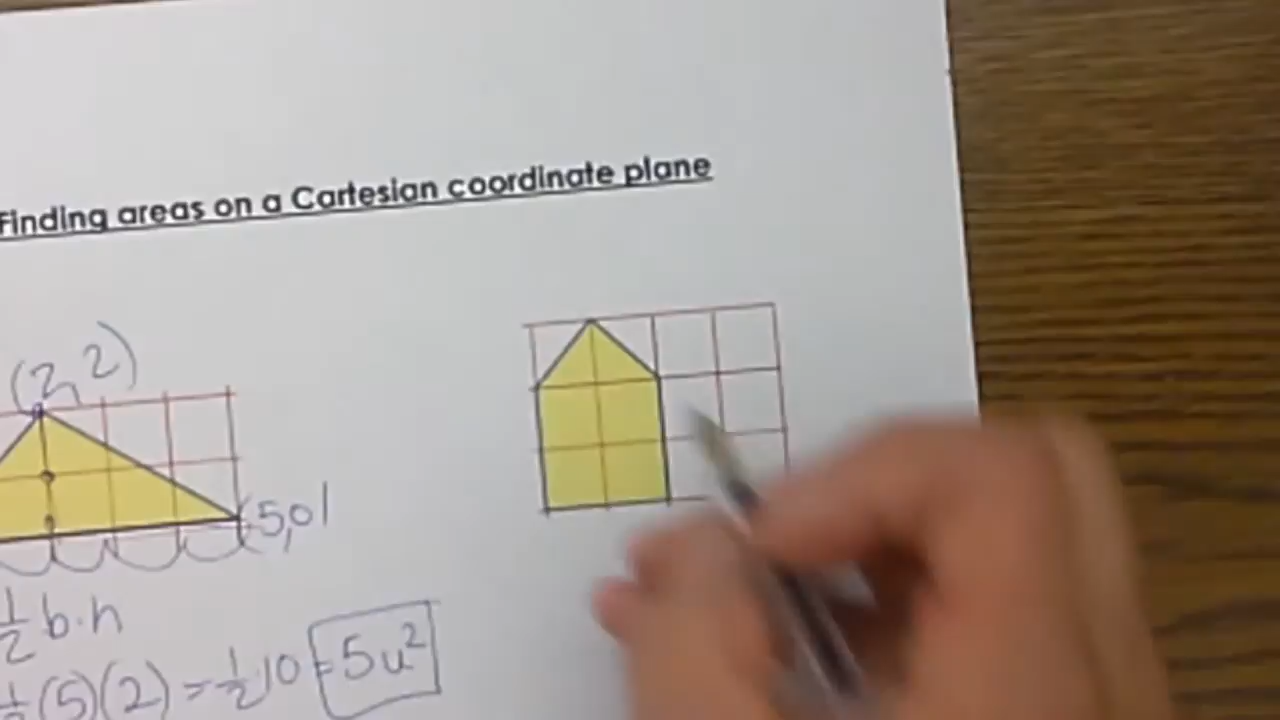 Finding areas on a Cartesian coordinate plane
(2,2)
(5,0)
1/2 b·h
1/2 (5)(2) = 1/2 10 = 5u²